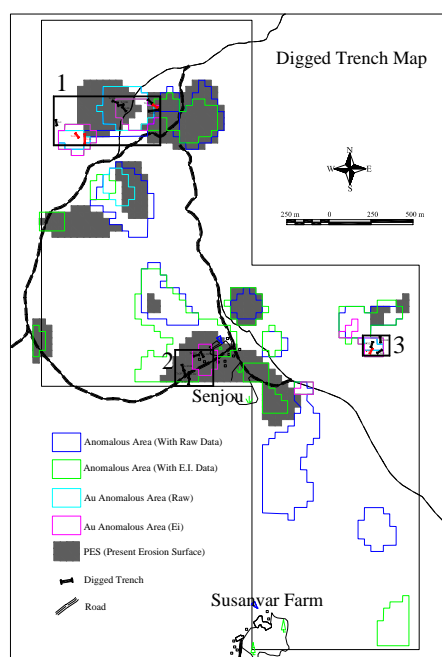 1
Digged Trench Map
N
W E
S
250 m 0 250 500 m
3
2
Senjou
Anomalous Area (With Raw Data)
Anomalous Area (With E.I. Data)
Au Anomalous Area (Raw)
Au Anomalous Area (Ei)
PES (Present Erosion Surface)
Digged Trench
Road
Susanvar Farm